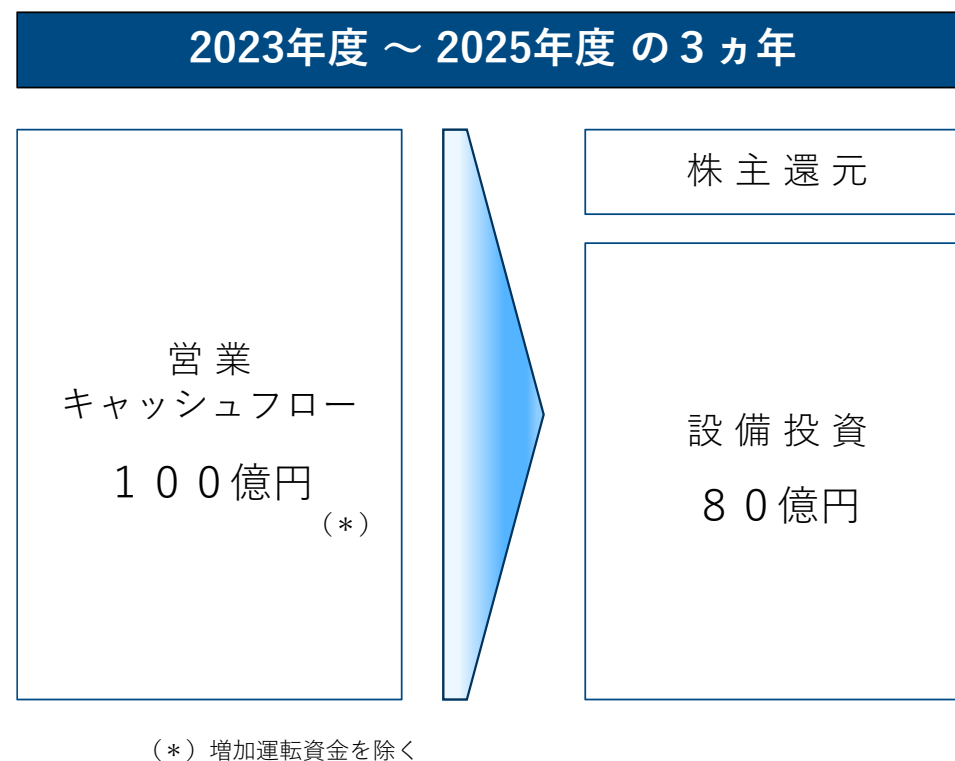 2023年度 ～ 2025年度 の３ヵ年
営業
キャッシュフロー
１００億円
（＊）
株主還元
設備投資
８０億円
（＊）増加運転資金を除く